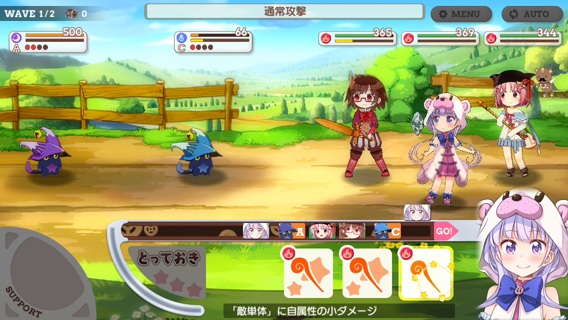 WAVE 1/2
0
通常攻撃
MENU
AUTO
500
A
66
C
365
369
344
A
C
GO!
とっておき
SUPPORT
「敵単体」に自属性の小ダメージ